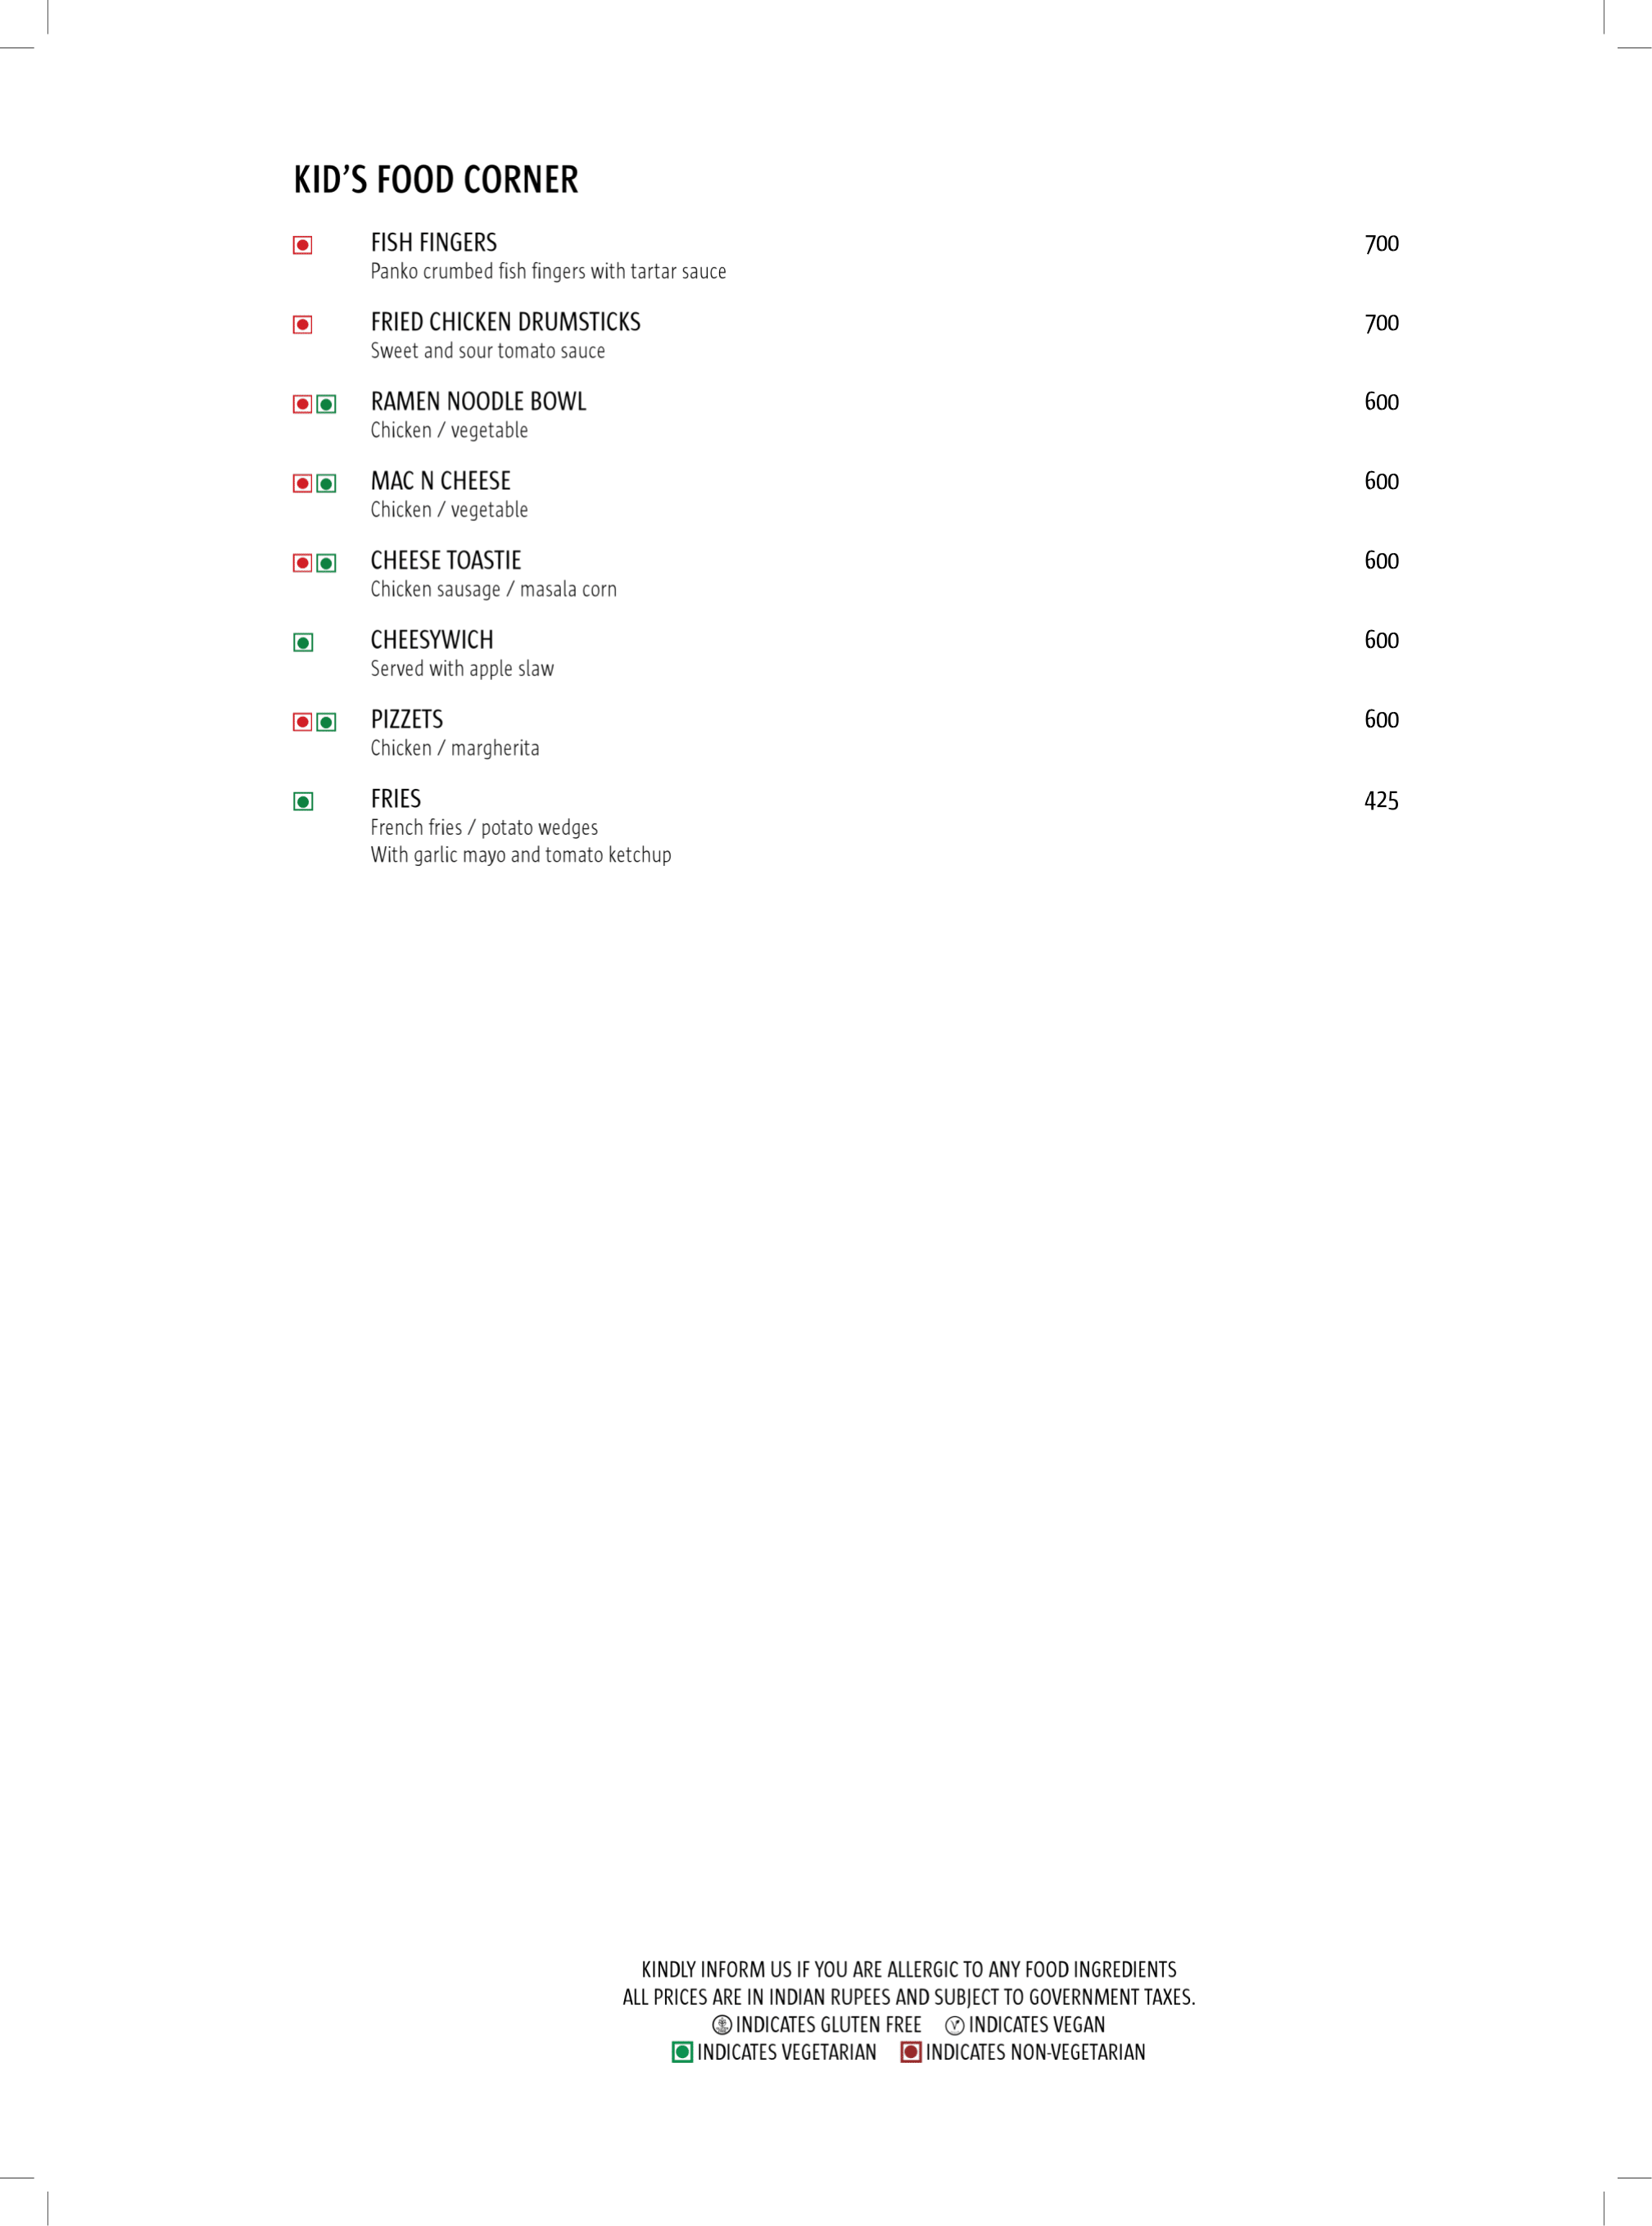 KID’S FOOD CORNER
FISH FINGERS 700
Panko crumbed fish fingers with tartar sauce
FRIED CHICKEN DRUMSTICKS 700
Sweet and sour tomato sauce
RAMEN NOODLE BOWL 600
Chicken / vegetable
MAC N CHEESE 600
Chicken / vegetable
CHEESE TOASTIE 600
Chicken sausage / masala corn
CHEESYWICH 600
Served with apple slaw
PIZZETS 600
Chicken / margherita
FRIES 425
French fries / potato wedges
With garlic mayo and tomato ketchup
KINDLY INFORM US IF YOU ARE ALLERGIC TO ANY FOOD INGREDIENTS
ALL PRICES ARE IN INDIAN RUPEES AND SUBJECT TO GOVERNMENT TAXES.
INDICATES GLUTEN FREE V INDICATES VEGAN
INDICATES VEGETARIAN INDICATES NON-VEGETARIAN